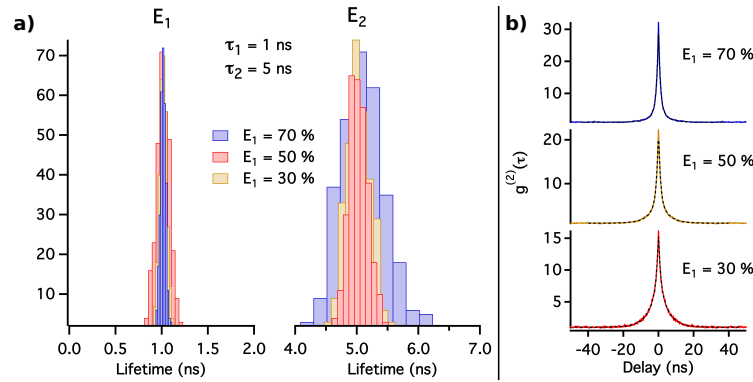 a)
E₁
E₂
τ₁ = 1 ns
τ₂ = 5 ns
E₁ = 70 %
E₁ = 50 %
E₁ = 30 %
70
60
50
40
30
20
10
0.0 0.5 1.0 1.5 2.0
Lifetime (ns)
4.0 5.0 6.0 7.0
Lifetime (ns)
b)
g⁽²⁾(τ)
30
20
10
E₁ = 70 %
20
10
E₁ = 50 %
15
10
5
E₁ = 30 %
-40 -20 0 20 40
Delay (ns)